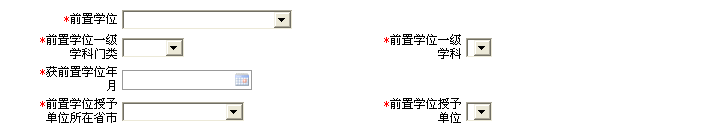 *前置学位
*前置学位一级 *前置学位一级
学科门类 学科
*获前置学位年
月
*前置学位授予 *前置学位授予
单位所在省市 单位